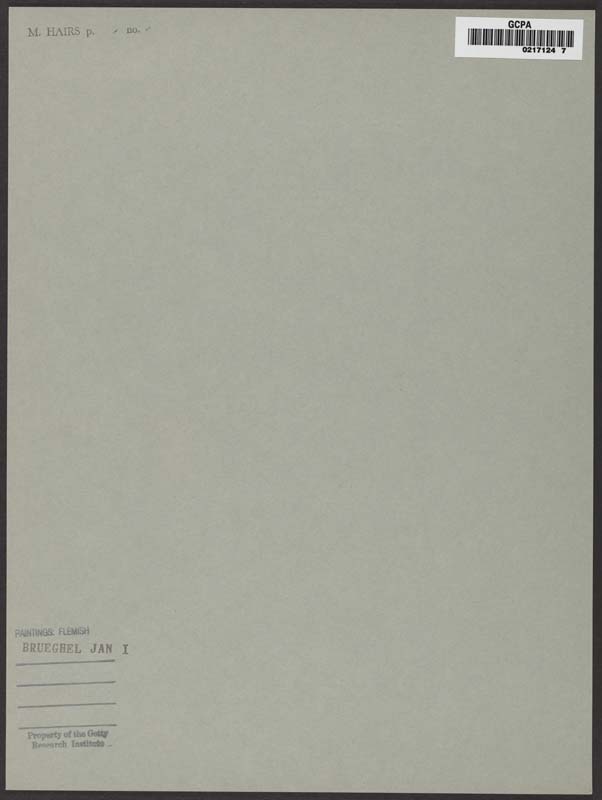 M. HAIRS p. no.
GCPA
0217124 7
PAINTINGS: FLEMISH
BRUEGHEL JAN I
Property of the Getty
Research Institute